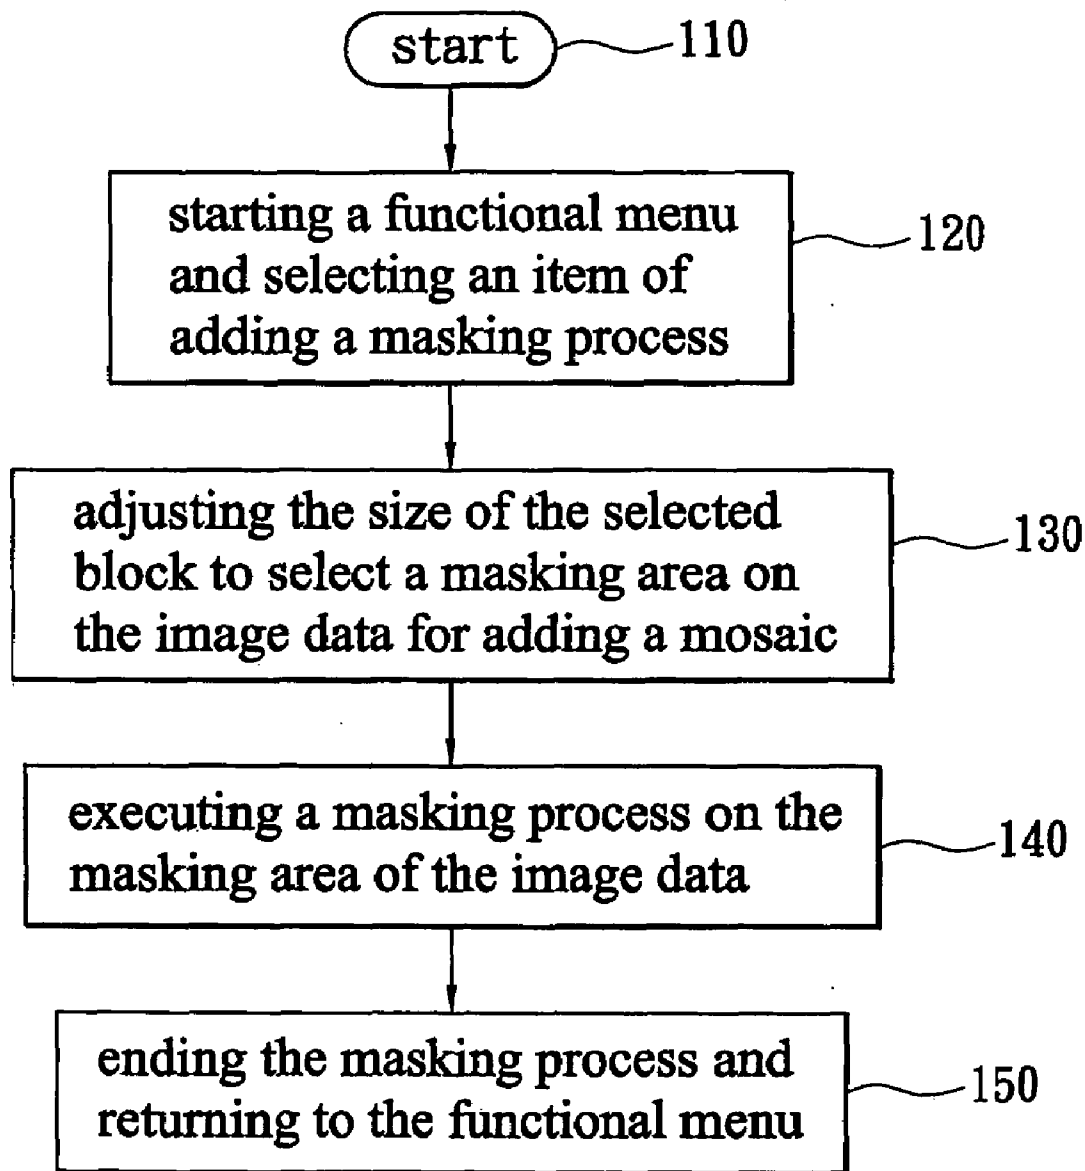 start
110
starting a functional menu
and selecting an item of
adding a masking process
120
adjusting the size of the selected
block to select a masking area on
the image data for adding a mosaic
130
executing a masking process on the
masking area of the image data
140
ending the masking process and
returning to the functional menu
150